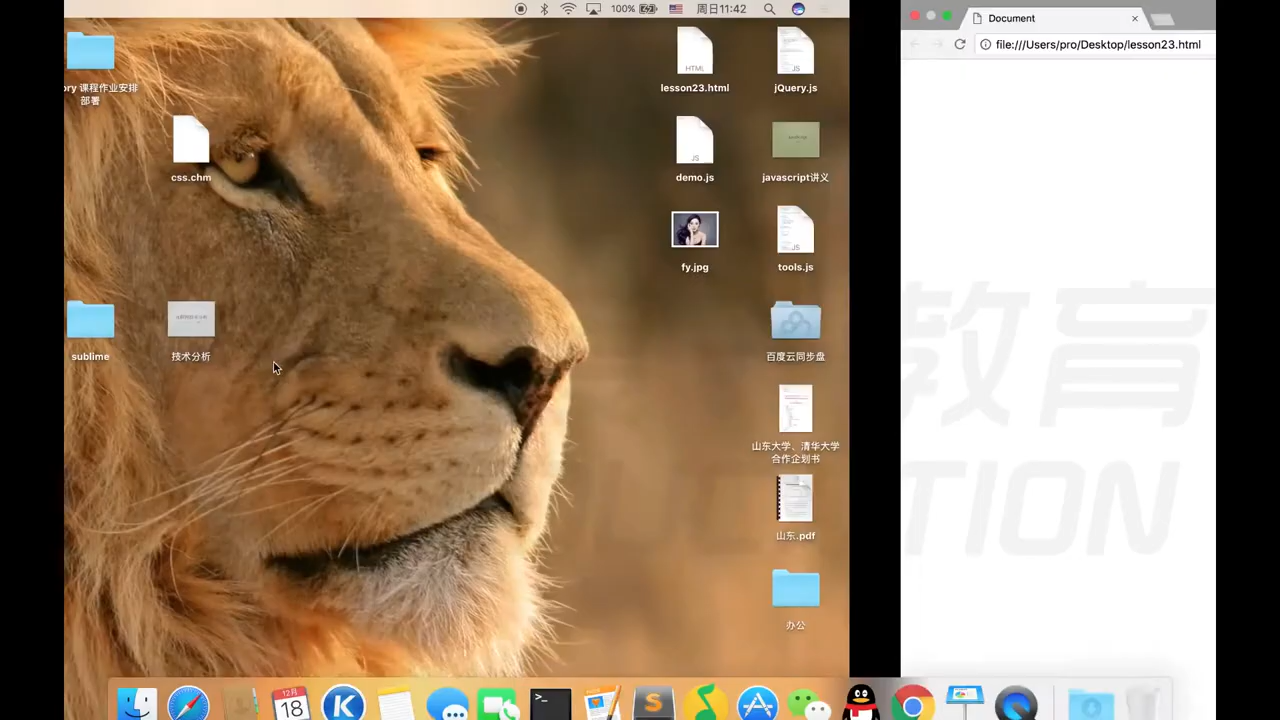 100%
周日11:42
Document
file:///Users/pro/Desktop/lesson23.html
ory 课程作业安排
部署
HTML
lesson23.html
JS
jQuery.js
css.chm
JS
demo.js
javascript讲义
fy.jpg
JS
tools.js
sublime
技术分析
百度云同步盘
山东大学、清华大学
合作企划书
山东.pdf
办公
教育
TION
12月
18
K
>_
S